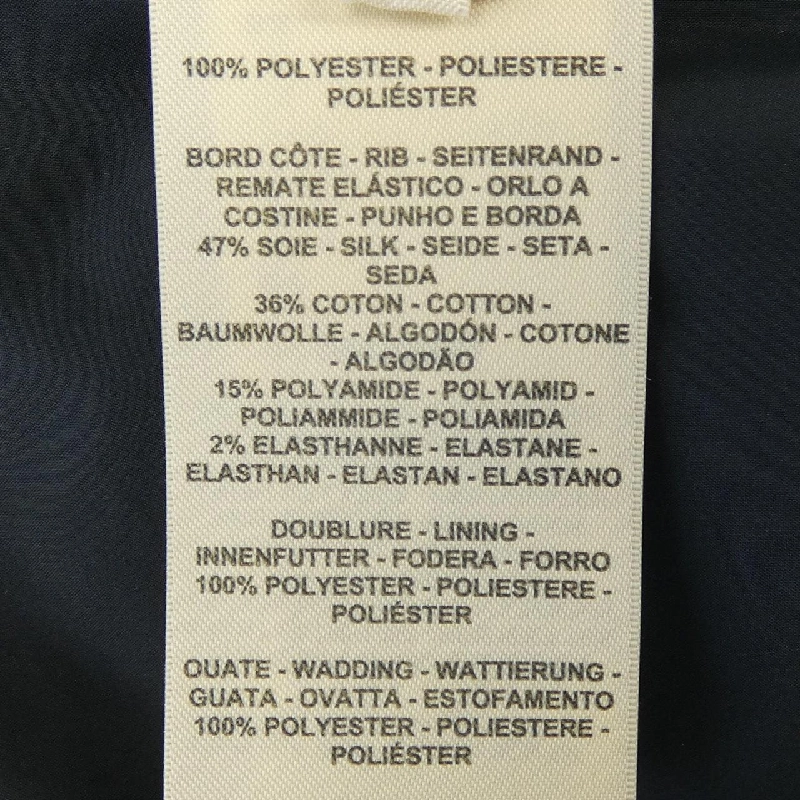 100% POLYESTER - POLIESTERE -
POLIÉSTER
BORD CÔTE - RIB - SEITENRAND -
REMATE ELÁSTICO - ORLO A
COSTINE - PUNHO E BORDA
47% SOIE - SILK - SEIDE - SETA -
SEDA
36% COTON - COTTON -
BAUMWOLLE - ALGODÓN - COTONE
- ALGODÃO
15% POLYAMIDE - POLYAMID -
POLIAMMIDE - POLIAMIDA
2% ELASTHANNE - ELASTANE -
ELASTHAN - ELASTAN - ELASTANO
DOUBLURE - LINING -
INNENFUTTER - FODERA - FORRO
100% POLYESTER - POLIESTERE -
POLIÉSTER
OUATE - WADDING - WATTIERUNG -
GUATA - OVATTA - ESTOFAMENTO
100% POLYESTER - POLIESTERE -
POLIÉSTER